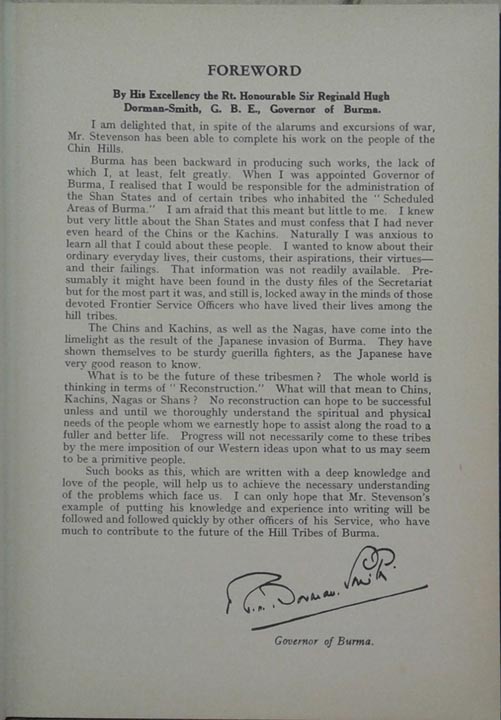 FOREWORD
By His Excellency the Rt. Honourable Sir Reginald Hugh
Dorman-Smith, G. B. E., Governor of Burma.
I am delighted that, in spite of the alarums and excursions of war,
Mr. Stevenson has been able to complete his work on the people of the
Chin Hills.
Burma has been backward in producing such works, the lack of
which I, at least, felt greatly. When I was appointed Governor of
Burma, I realised that I would be responsible for the administration of
the Shan States and of certain tribes who inhabited the "Scheduled
Areas of Burma." I am afraid that this meant but little to me. I knew
but very little about the Shan States and must confess that I had never
even heard of the Chins or the Kachins. Naturally I was anxious to
learn all that I could about these people. I wanted to know about their
ordinary everyday lives, their customs, their aspirations, their virtues—
and their failings. That information was not readily available. Pre-
sumably it might have been found in the dusty files of the Secretariat
but for the most part it was, and still is, locked away in the minds of those
devoted Frontier Service Officers who have lived their lives among the
hill tribes.
The Chins and Kachins, as well as the Nagas, have come into the
limelight as the result of the Japanese invasion of Burma. They have
shown themselves to be sturdy guerilla fighters, as the Japanese have
very good reason to know.
What is to be the future of these tribesmen ? The whole world is
thinking in terms of "Reconstruction." What will that mean to Chins,
Kachins, Nagas or Shans ? No reconstruction can hope to be successful
unless and until we thoroughly understand the spiritual and physical
needs of the people whom we earnestly hope to assist along the road to a
fuller and better life. Progress will not necessarily come to these tribes
by the mere imposition of our Western ideas upon what to us may seem
to be a primitive people.
Such books as this, which are written with a deep knowledge and
love of the people, will help us to achieve the necessary understanding
of the problems which face us. I can only hope that Mr. Stevenson's
example of putting his knowledge and experience into writing will be
followed and followed quickly by other officers of his Service, who have
much to contribute to the future of the Hill Tribes of Burma.
Dorman-Smith
Governor of Burma.